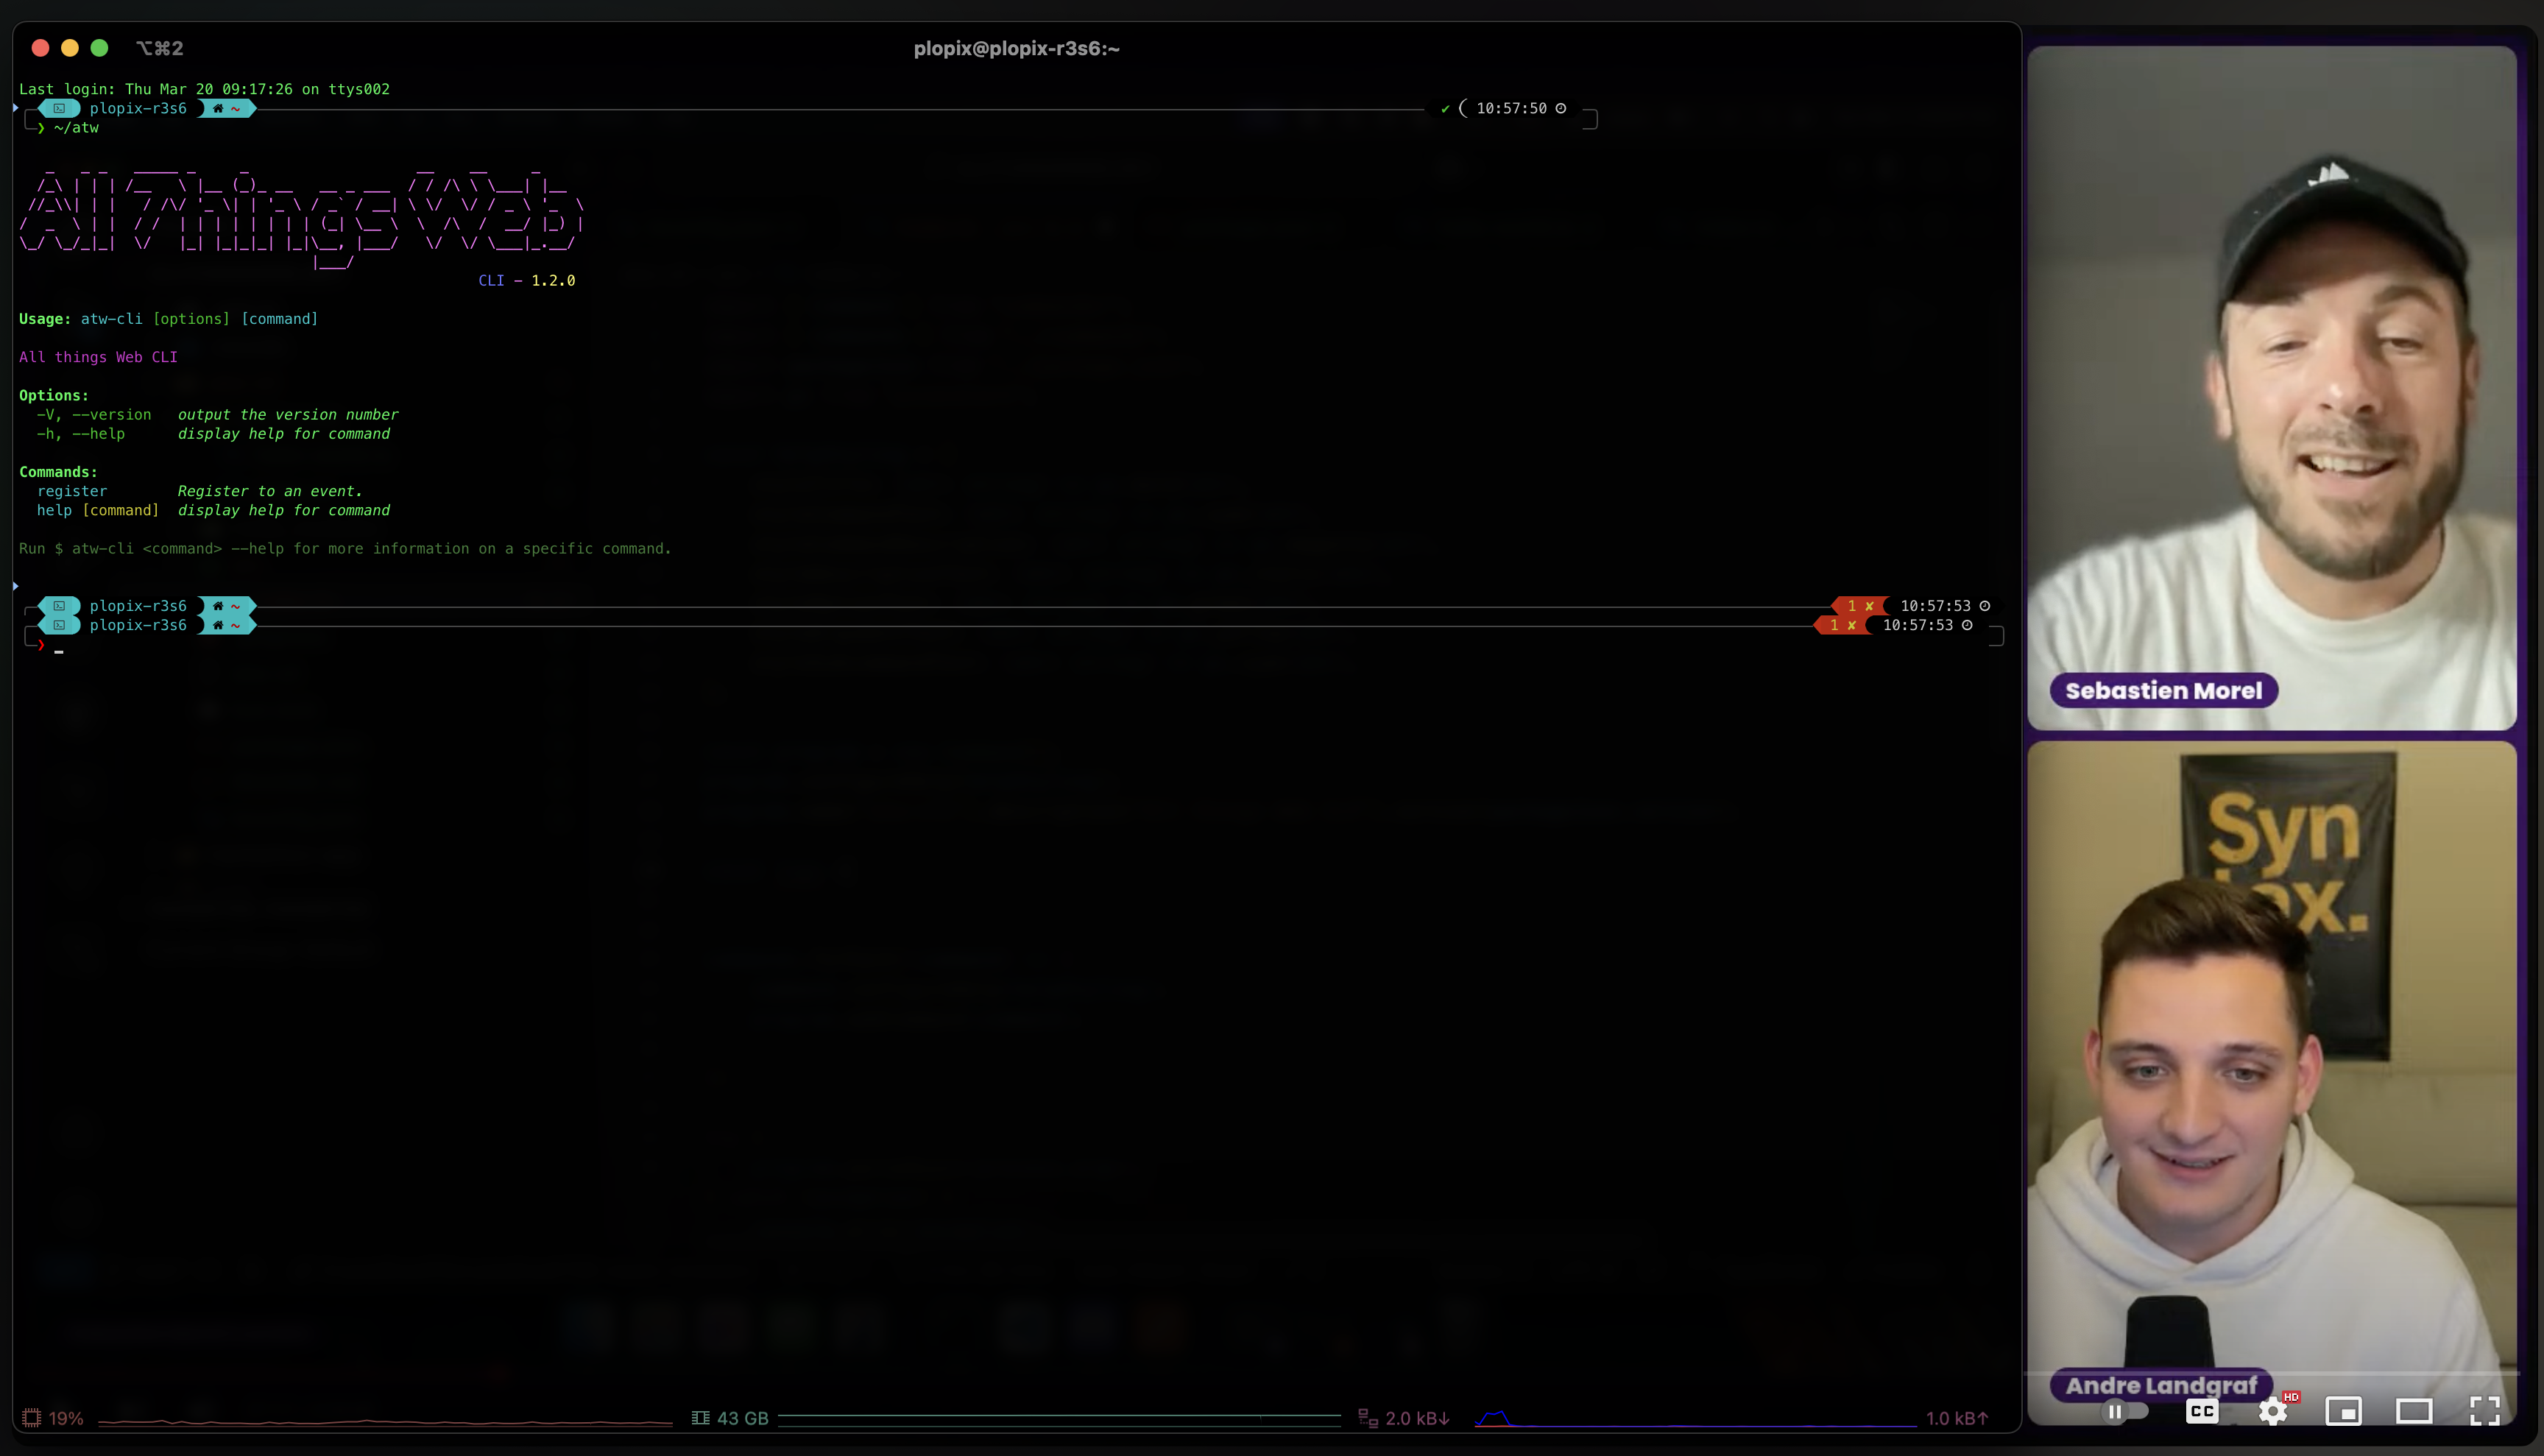 ⌥⌘2
plopix@plopix-r3s6:~
Last login: Thu Mar 20 09:17:26 on ttys002
plopix-r3s6 ~ ✔ 10:57:50
❯ ~/atw
All Things Web
CLI - 1.2.0
Usage: atw-cli [options] [command]
All things Web CLI
Options:
-V, --version output the version number
-h, --help display help for command
Commands:
register Register to an event.
help [command] display help for command
Run $ atw-cli <command> --help for more information on a specific command.
plopix-r3s6 ~ 1 ✘ 10:57:53
plopix-r3s6 ~ 1 ✘ 10:57:53
❯ _
19% 43 GB 2.0 kB↓ 1.0 kB↑
Sebastien Morel
Syn
tax.
Andre Landgraf
CC
HD